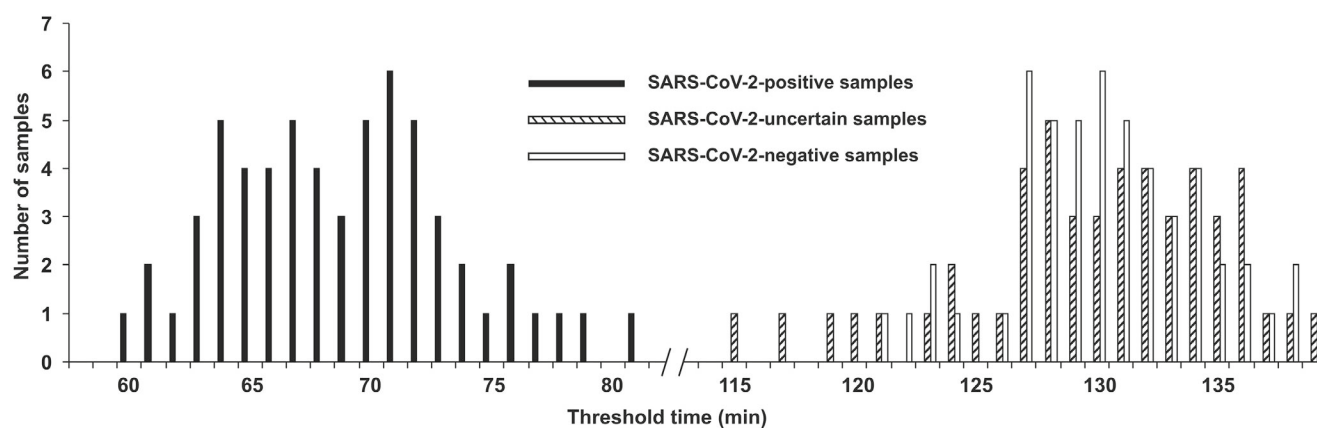 7
6
5
4
3
2
1
0
Number of samples
SARS-CoV-2-positive samples
SARS-CoV-2-uncertain samples
SARS-CoV-2-negative samples
60 65 70 75 80 115 120 125 130 135
Threshold time (min)